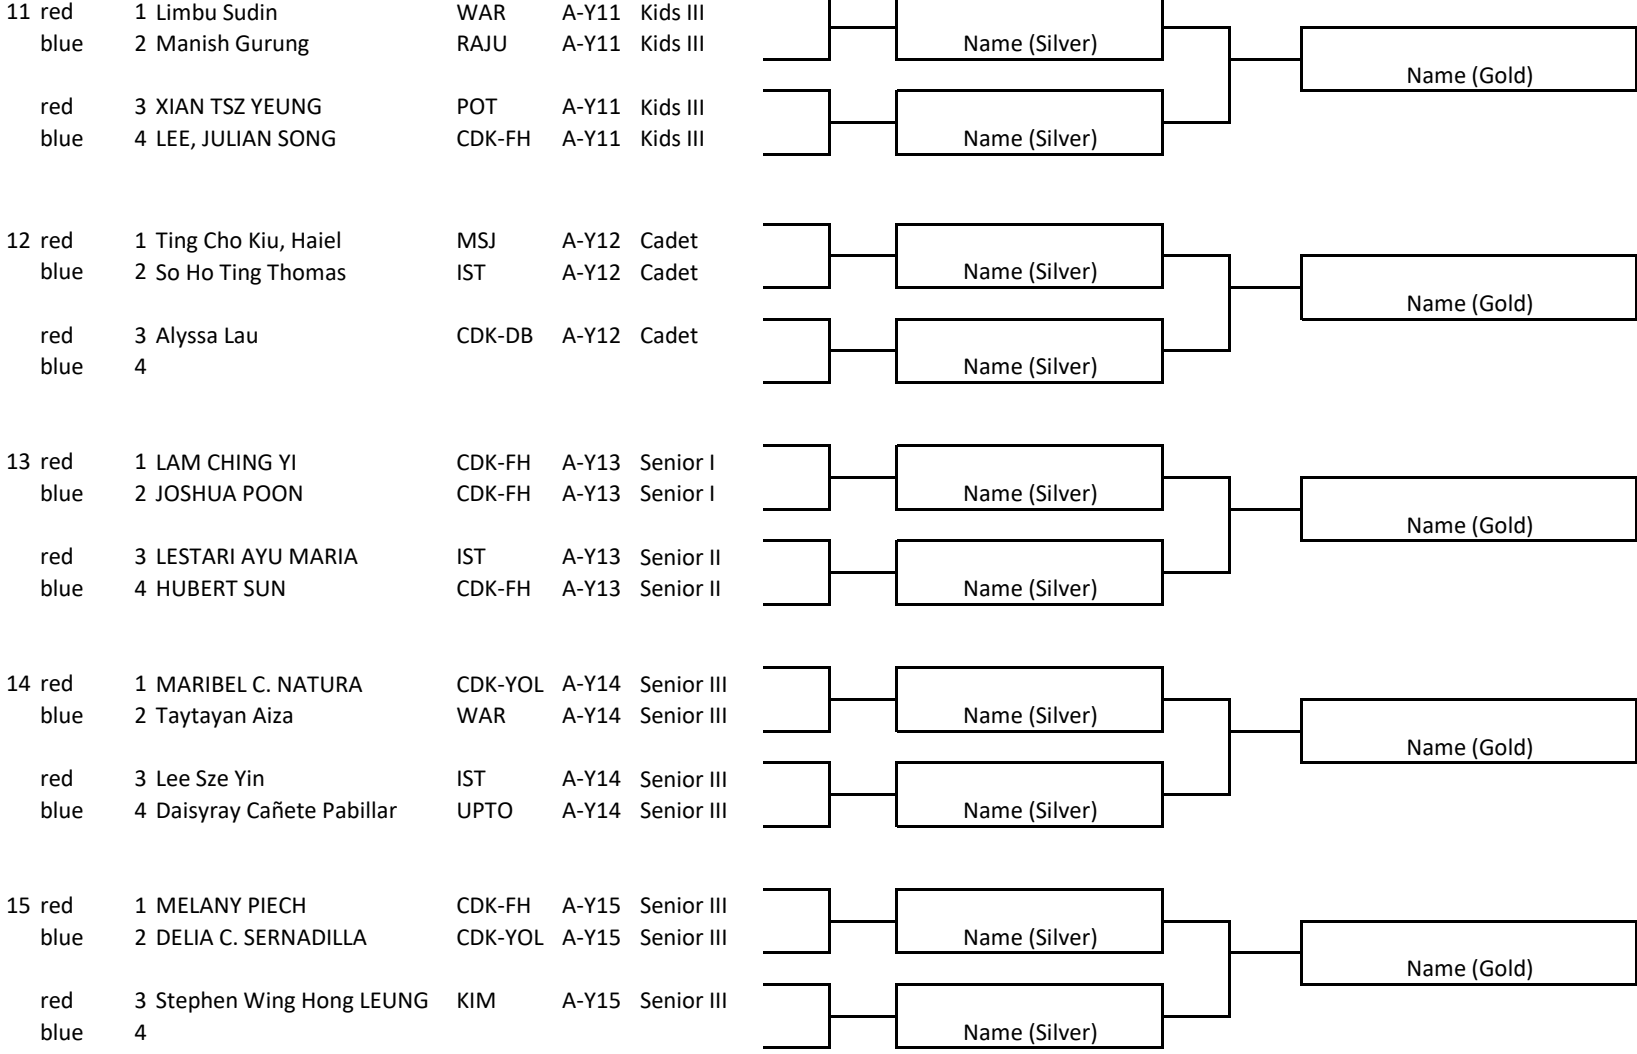 11 red 1 Limbu Sudin WAR A-Y11 Kids III
blue 2 Manish Gurung RAJU A-Y11 Kids III Name (Silver)
Name (Gold)
red 3 XIAN TSZ YEUNG POT A-Y11 Kids III
blue 4 LEE, JULIAN SONG CDK-FH A-Y11 Kids III Name (Silver)
12 red 1 Ting Cho Kiu, Haiel MSJ A-Y12 Cadet
blue 2 So Ho Ting Thomas IST A-Y12 Cadet Name (Silver)
Name (Gold)
red 3 Alyssa Lau CDK-DB A-Y12 Cadet
blue 4 Name (Silver)
13 red 1 LAM CHING YI CDK-FH A-Y13 Senior I
blue 2 JOSHUA POON CDK-FH A-Y13 Senior I Name (Silver)
Name (Gold)
red 3 LESTARI AYU MARIA IST A-Y13 Senior II
blue 4 HUBERT SUN CDK-FH A-Y13 Senior II Name (Silver)
14 red 1 MARIBEL C. NATURA CDK-YOL A-Y14 Senior III
blue 2 Taytayan Aiza WAR A-Y14 Senior III Name (Silver)
Name (Gold)
red 3 Lee Sze Yin IST A-Y14 Senior III
blue 4 Daisyray Cañete Pabillar UPTO A-Y14 Senior III Name (Silver)
15 red 1 MELANY PIECH CDK-FH A-Y15 Senior III
blue 2 DELIA C. SERNADILLA CDK-YOL A-Y15 Senior III Name (Silver)
Name (Gold)
red 3 Stephen Wing Hong LEUNG KIM A-Y15 Senior III
blue 4 Name (Silver)